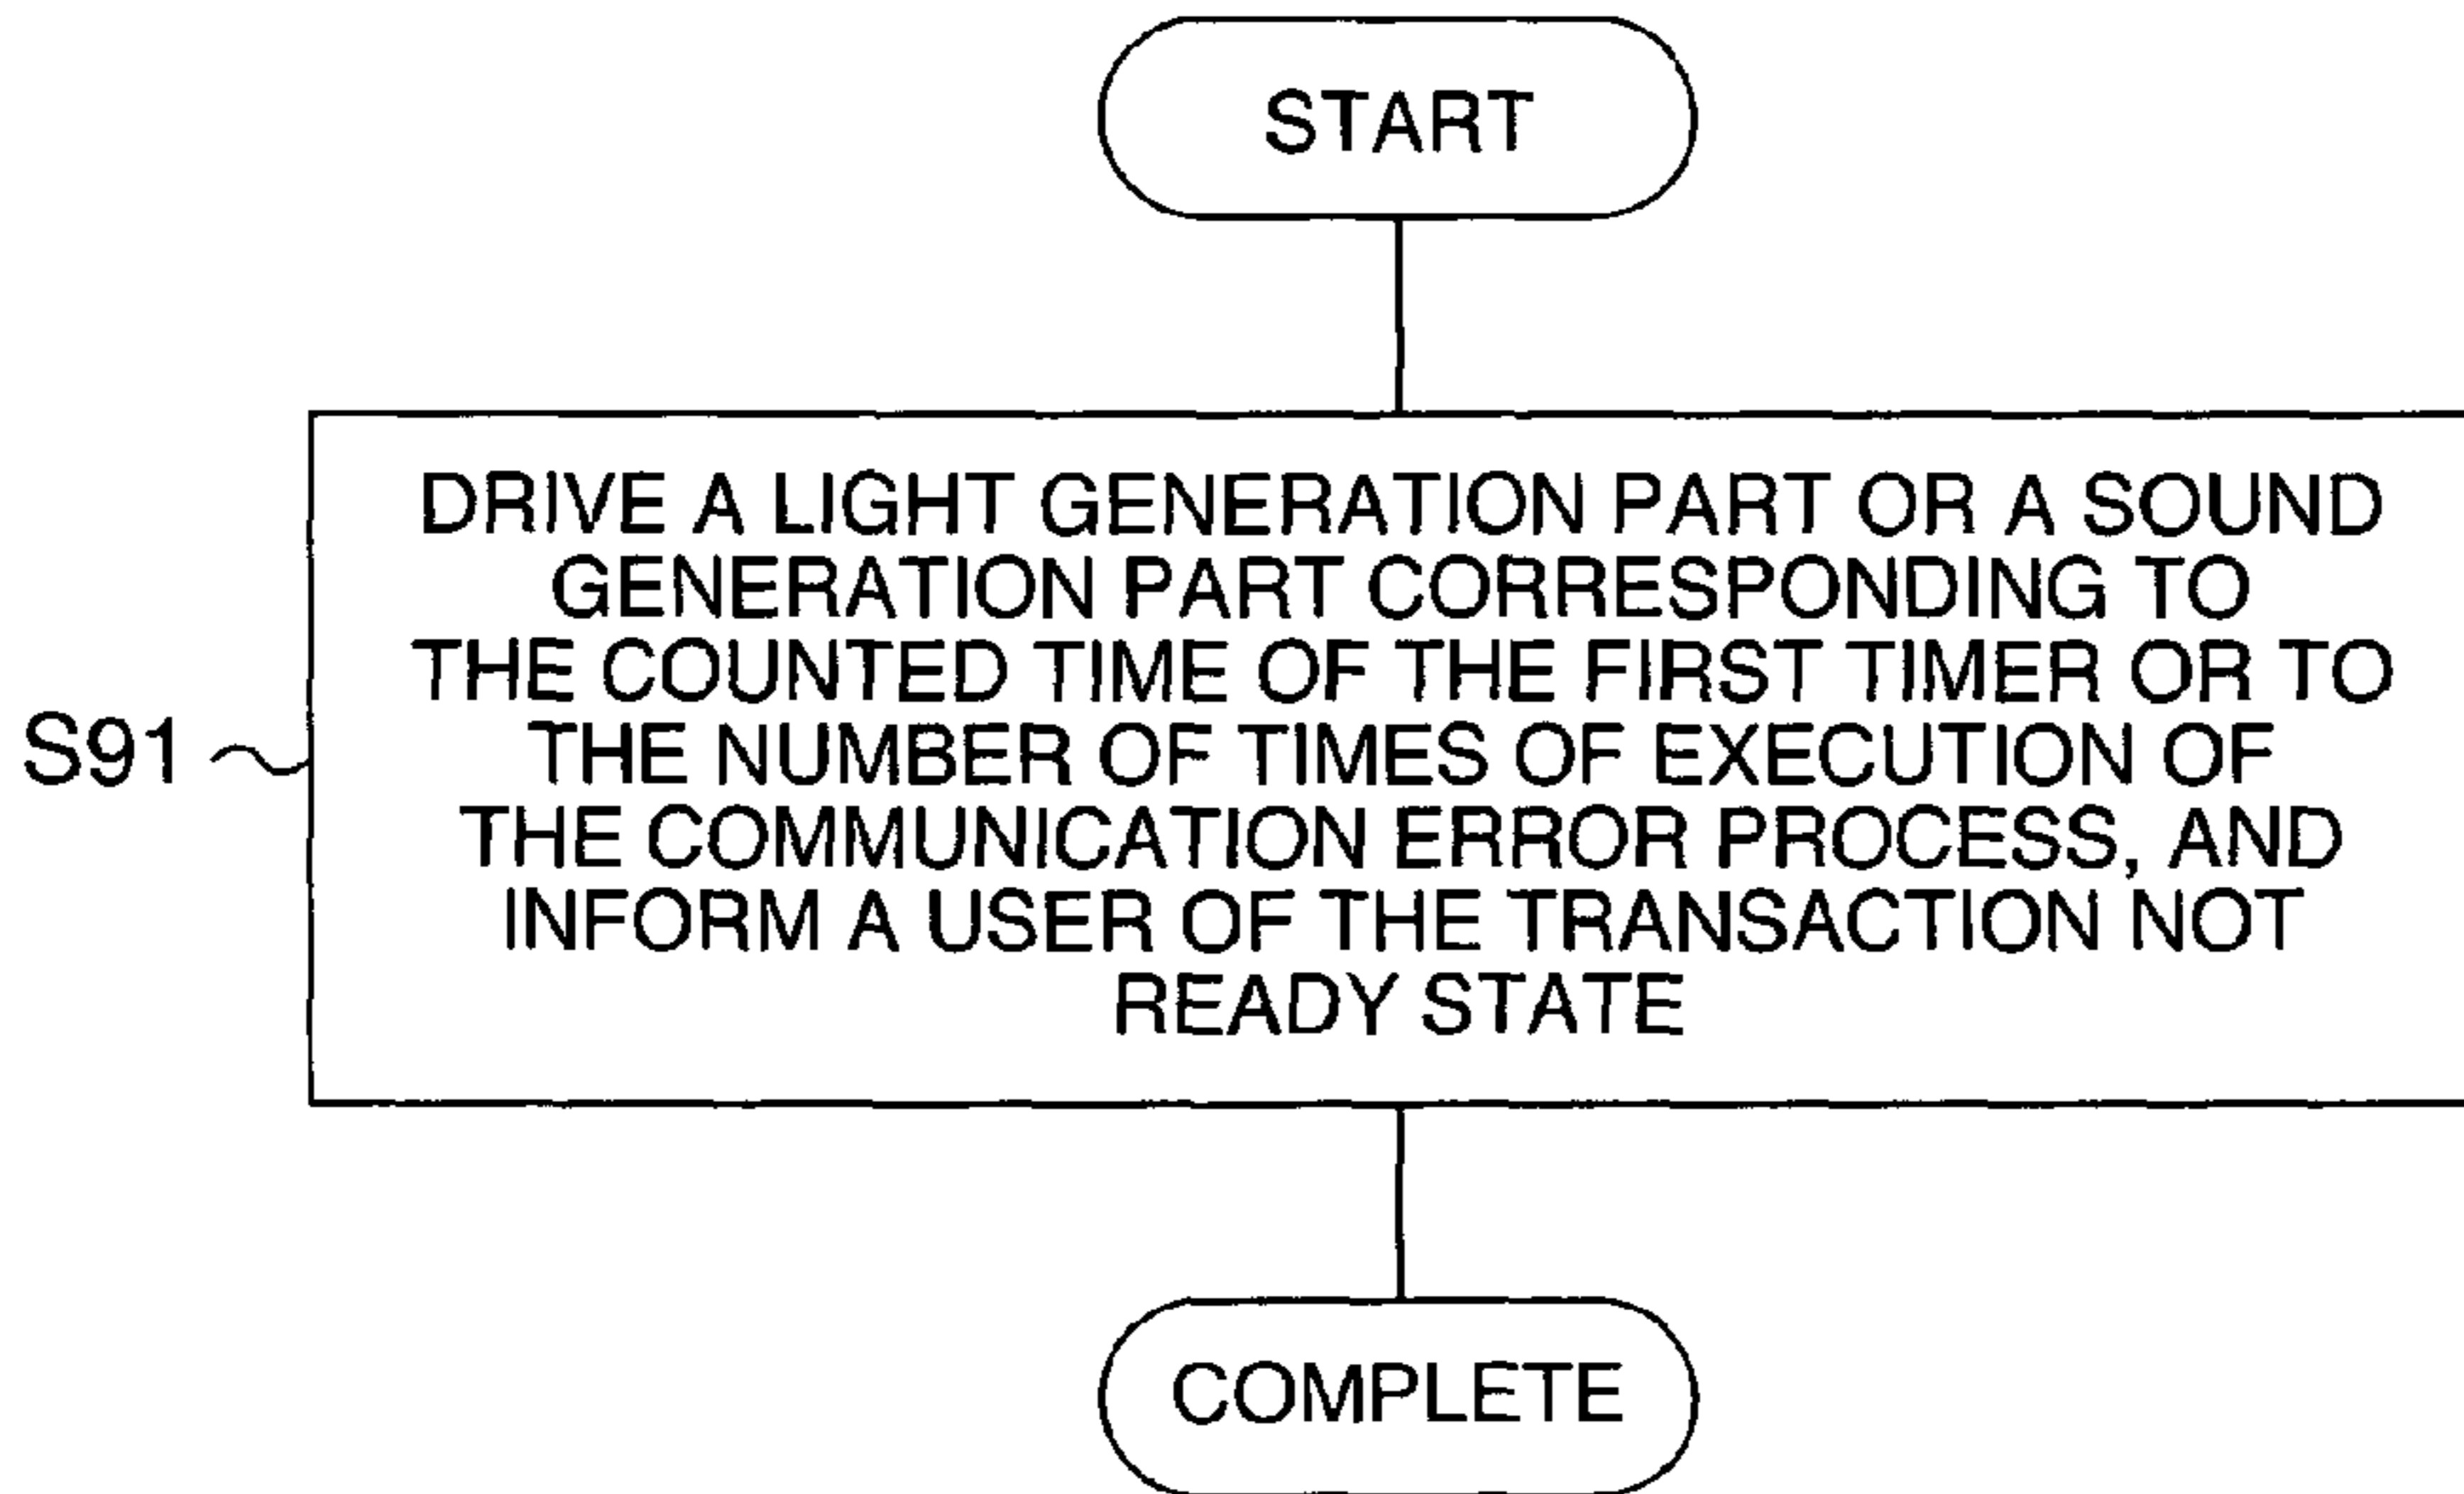 START
DRIVE A LIGHT GENERATION PART OR A SOUND
GENERATION PART CORRESPONDING TO
THE COUNTED TIME OF THE FIRST TIMER OR TO
THE NUMBER OF TIMES OF EXECUTION OF
THE COMMUNICATION ERROR PROCESS, AND
INFORM A USER OF THE TRANSACTION NOT
READY STATE
S91
COMPLETE